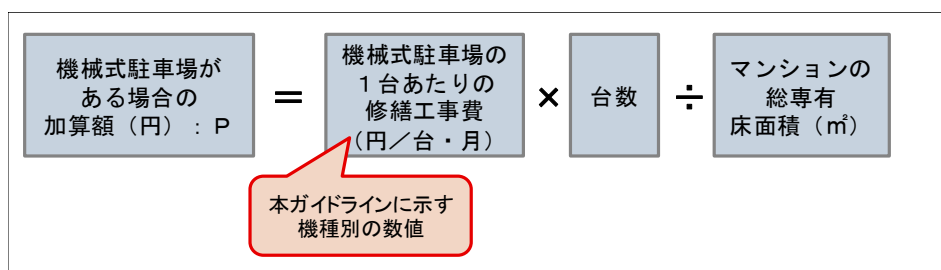 機械式駐車場が
ある場合の
加算額（円）：Ｐ
＝
機械式駐車場の
１台あたりの
修繕工事費
（円／台・月）
×
台数
÷
マンションの
総専有
床面積（㎡）
本ガイドラインに示す
機種別の数値